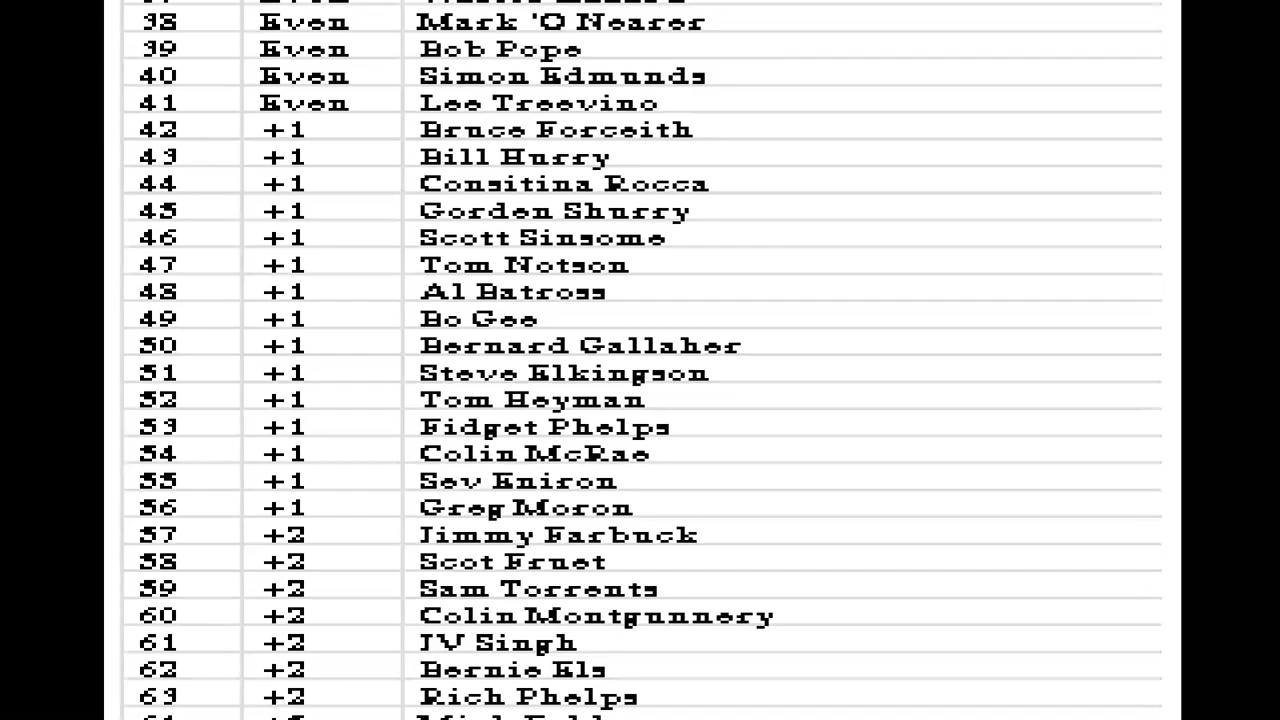 38 Even Mark 'O Nearer
39 Even Bob Pope
40 Even Simon Edmunds
41 Even Lee Treevino
42 +1 Bruce Forceith
43 +1 Bill Hurry
44 +1 Consitina Rocca
45 +1 Gorden Shurry
46 +1 Scott Sinsome
47 +1 Tom Notson
48 +1 Al Batross
49 +1 Bo Gee
50 +1 Bernard Gallaher
51 +1 Steve Elkingson
52 +1 Tom Heyman
53 +1 Fidget Phelps
54 +1 Colin McRae
55 +1 Sev Eniron
56 +1 Greg Moron
57 +2 Jimmy Farbuck
58 +2 Scot Fruet
59 +2 Sam Torrents
60 +2 Colin Montgunnery
61 +2 IV Singh
62 +2 Bernie Els
63 +2 Rich Phelps